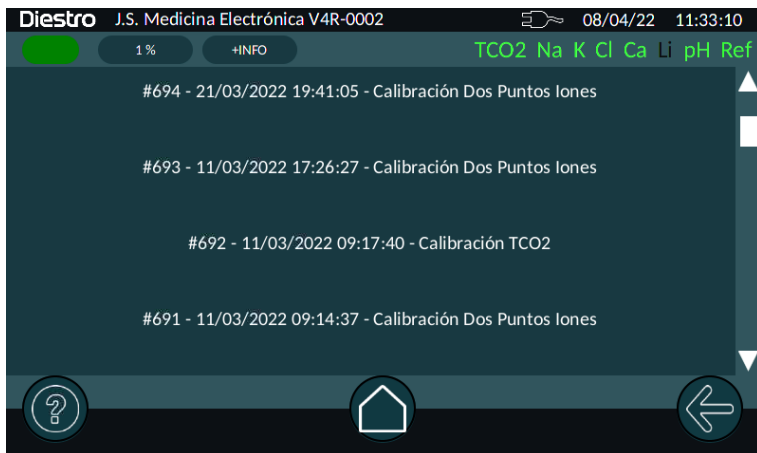 Diestro J.S. Medicina Electrónica V4R-0002 08/04/22 11:33:10
1 % +INFO TCO2 Na K Cl Ca Li pH Ref
#694 - 21/03/2022 19:41:05 - Calibración Dos Puntos Iones
#693 - 11/03/2022 17:26:27 - Calibración Dos Puntos Iones
#692 - 11/03/2022 09:17:40 - Calibración TCO2
#691 - 11/03/2022 09:14:37 - Calibración Dos Puntos Iones
?